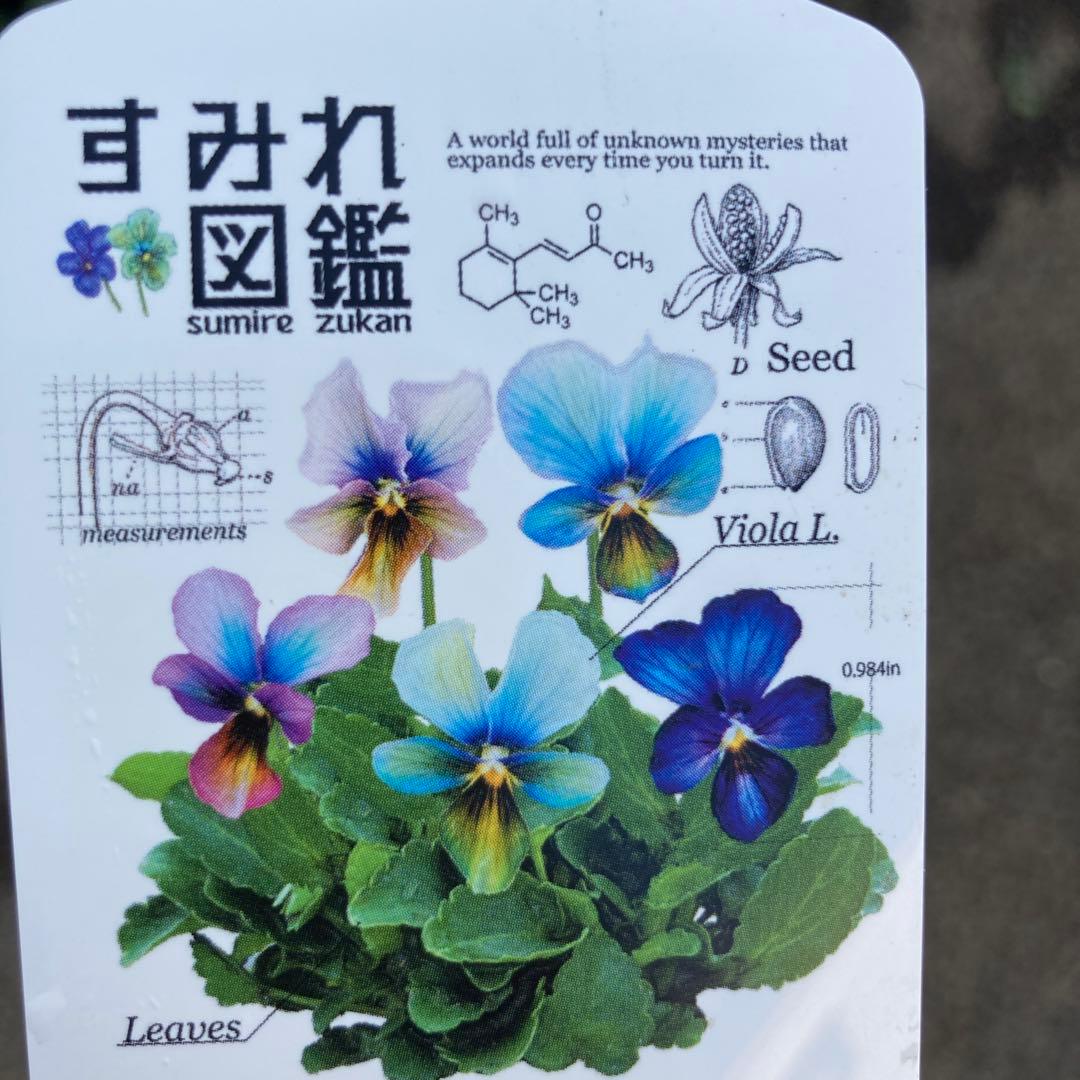 すみれ
図鑑
sumire zukan
A world full of unknown mysteries that
expands every time you turn it.
CH3
O
CH3
CH3
CH3
D Seed
a
na
s
measurements
Viola L.
0.984in
Leaves